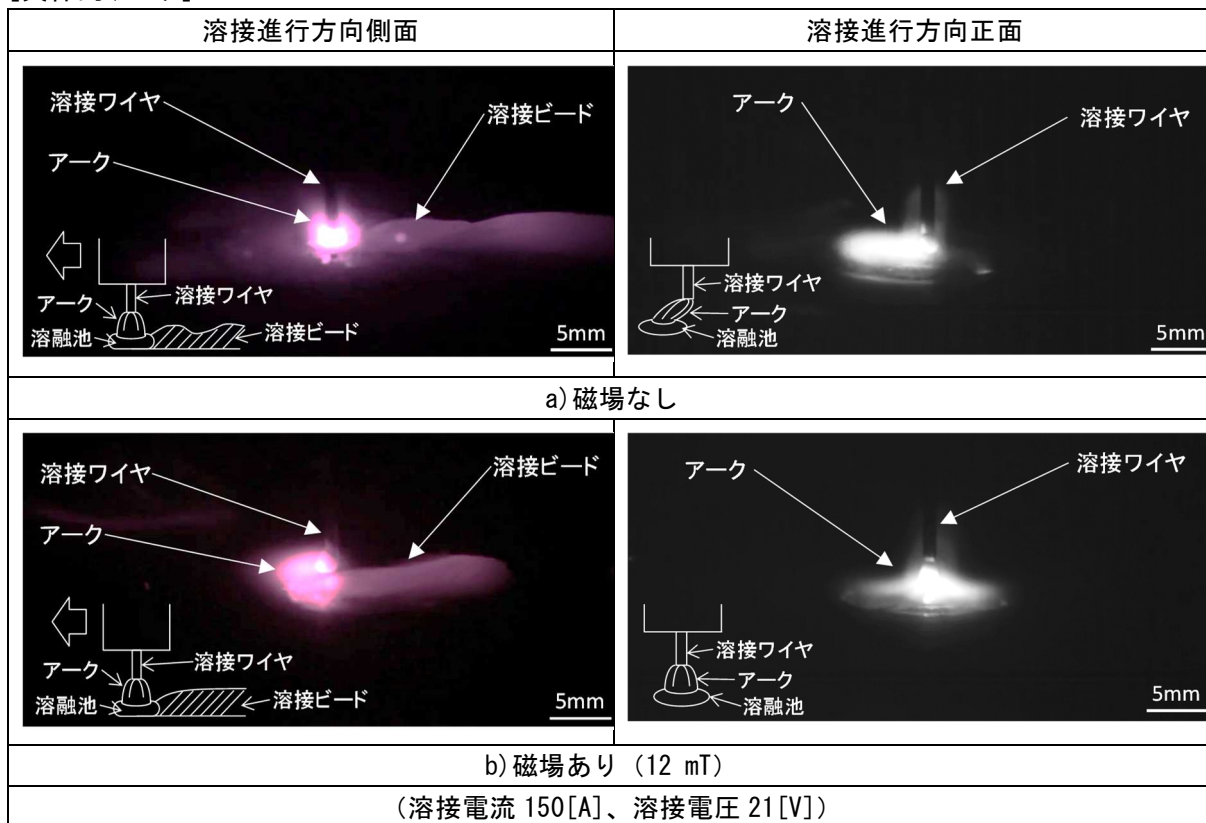 溶接進行方向側面
溶接進行方向正面
溶接ワイヤ
溶接ビード
アーク
アーク
溶接ワイヤ
溶接ワイヤ
アーク
溶融池
溶接ビード
5mm
溶接ワイヤ
アーク
溶融池
5mm
a)磁場なし
溶接ワイヤ
溶接ビード
アーク
アーク
溶接ワイヤ
溶接ワイヤ
アーク
溶融池
溶接ビード
5mm
溶接ワイヤ
アーク
溶融池
5mm
b)磁場あり (12 mT)
(溶接電流 150[A]、溶接電圧 21[V])